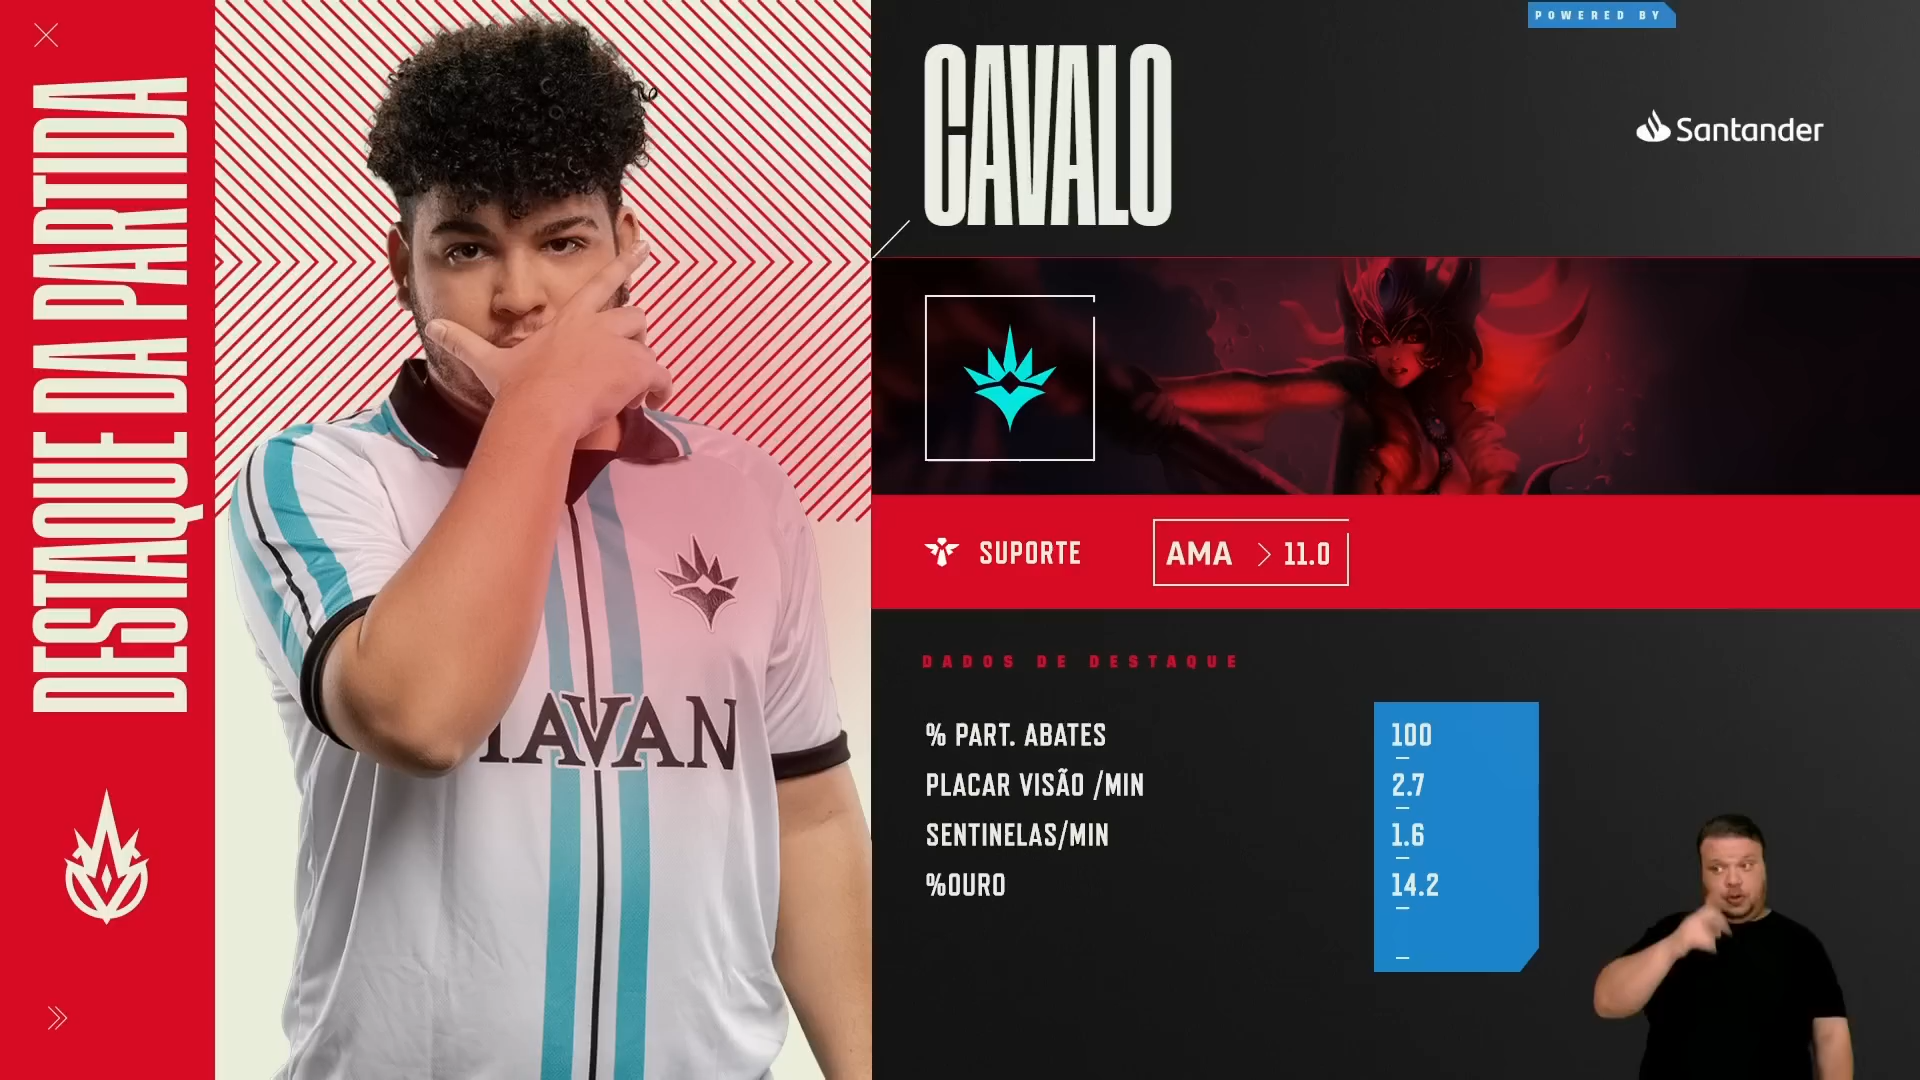 DESTAQUE DA PARTIDA
POWERED BY
CAVALO
Santander
SUPORTE
AMA > 11.0
DADOS DE DESTAQUE
% PART. ABATES 100
PLACAR VISÃO /MIN 2.7
SENTINELAS/MIN 1.6
%OURO 14.2
HAVAN